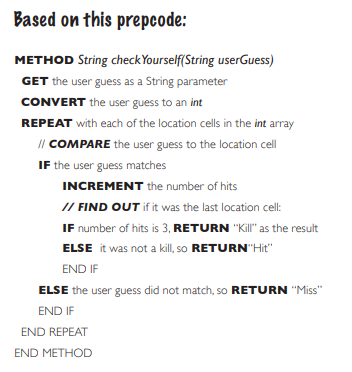 Based on this prepcode:
METHOD String checkYourself(String userGuess)
GET the user guess as a String parameter
CONVERT the user guess to an int
REPEAT with each of the location cells in the int array
// COMPARE the user guess to the location cell
IF the user guess matches
INCREMENT the number of hits
// FIND OUT if it was the last location cell:
IF number of hits is 3, RETURN “Kill” as the result
ELSE it was not a kill, so RETURN“Hit”
END IF
ELSE the user guess did not match, so RETURN “Miss”
END IF
END REPEAT
END METHOD